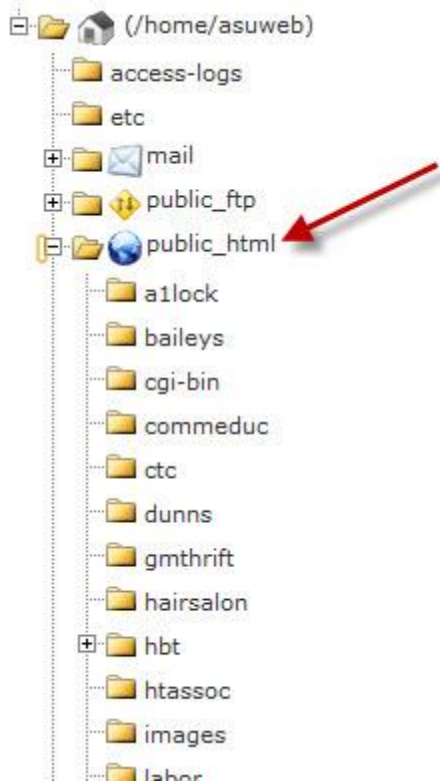 (/home/asuweb)
access-logs
etc
mail
public_ftp
public_html
a1lock
baileys
cgi-bin
commeduc
ctc
dunns
gmthrift
hairsalon
hbt
htassoc
images
labor